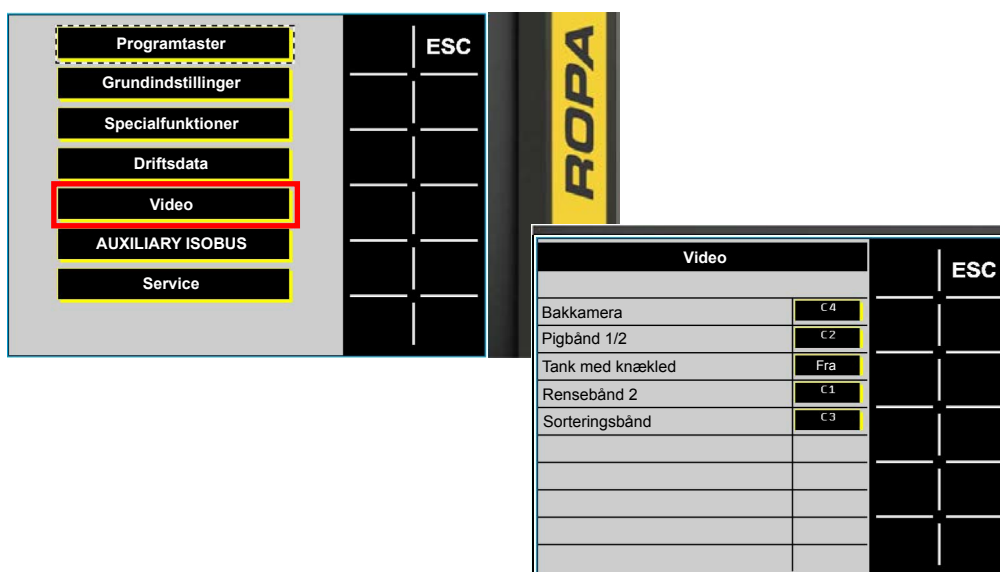 Programtaster
ESC
Grundindstillinger
Specialfunktioner
Driftsdata
Video
AUXILIARY ISOBUS
Service
ROPA
Video
ESC
Bakkamera C4
Pigbånd 1/2 C2
Tank med knækled Fra
Rensebånd 2 C1
Sorteringsbånd C3